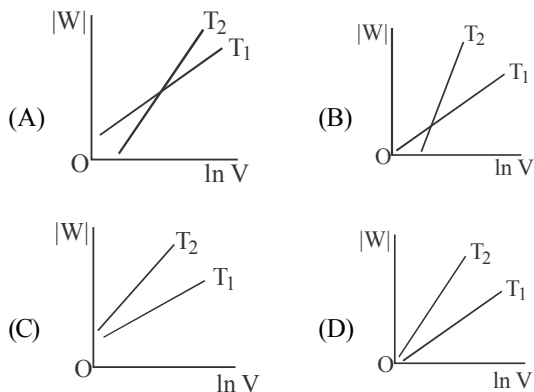 (A) |W| T₂ T₁ O ln V
(B) |W| T₂ T₁ O ln V
(C) |W| T₂ T₁ O ln V
(D) |W| T₂ T₁ O ln V